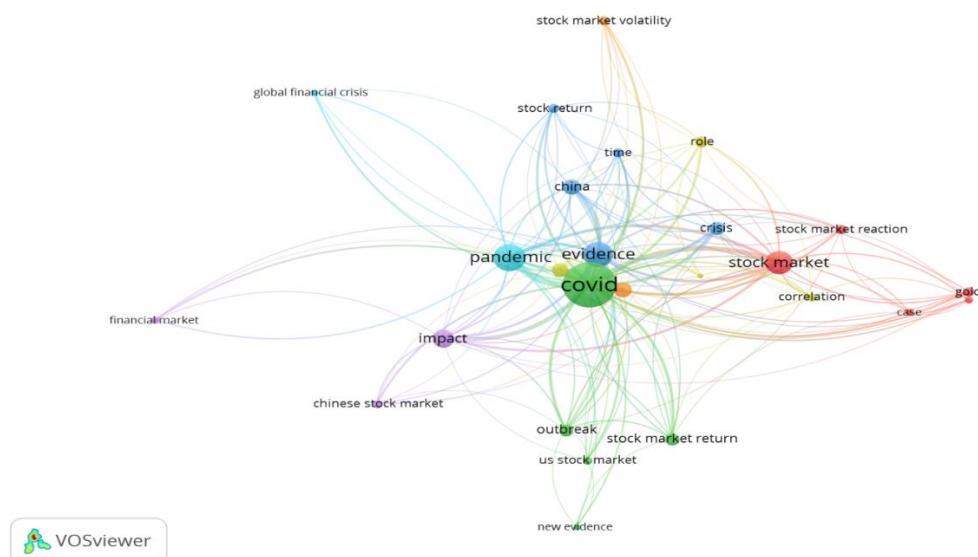 stock market volatility
global financial crisis
stock return
role
time
china
crisis
stock market reaction
evidence
pandemic
stock market
covid
gold
correlation
case
financial market
impact
chinese stock market
outbreak
stock market return
us stock market
new evidence
VOSviewer